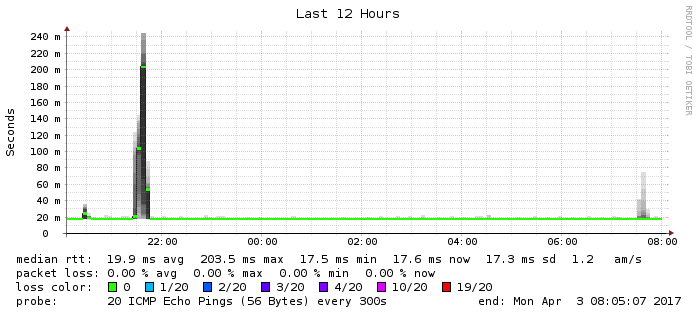 Last 12 Hours
RRDTOOL / TOBI OETIKER
Seconds
240 m
220 m
200 m
180 m
160 m
140 m
120 m
100 m
80 m
60 m
40 m
20 m
0
22:00 00:00 02:00 04:00 06:00 08:00
median rtt: 19.9 ms avg 203.5 ms max 17.5 ms min 17.6 ms now 17.3 ms sd 1.2 am/s
packet loss: 0.00 % avg 0.00 % max 0.00 % min 0.00 % now
loss color: 0 1/20 2/20 3/20 4/20 10/20 19/20
probe: 20 ICMP Echo Pings (56 Bytes) every 300s end: Mon Apr 3 08:05:07 2017